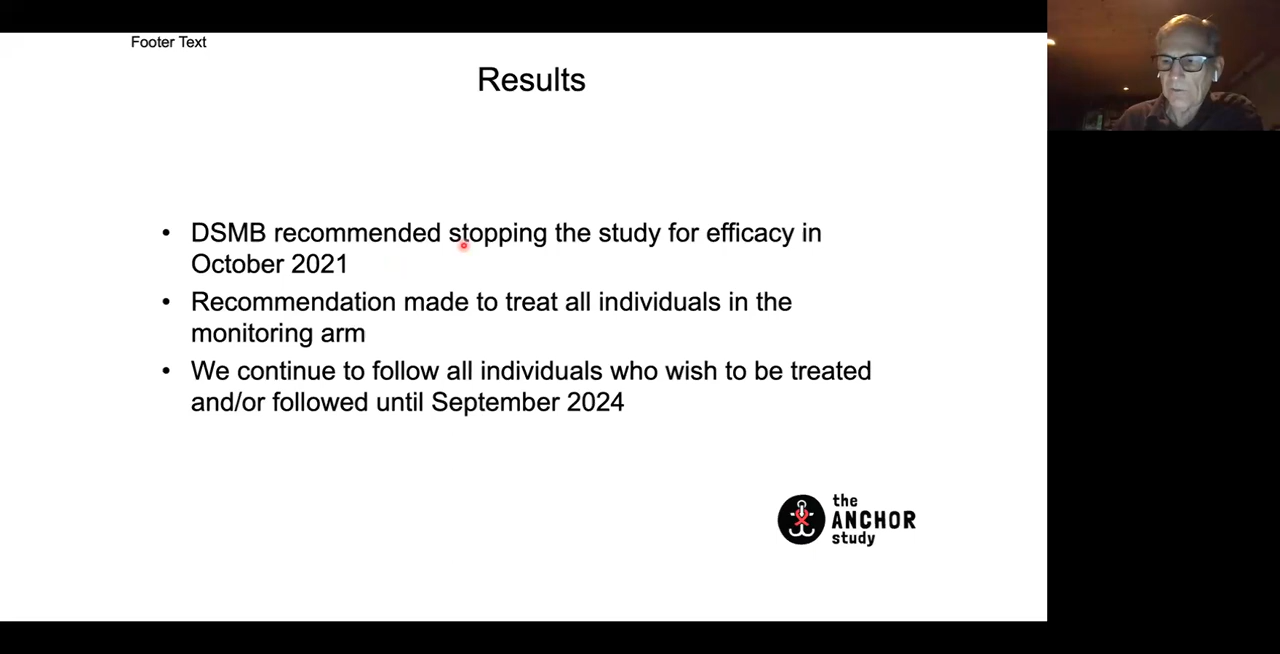 Footer Text
Results
• DSMB recommended stopping the study for efficacy in
October 2021
• Recommendation made to treat all individuals in the
monitoring arm
• We continue to follow all individuals who wish to be treated
and/or followed until September 2024
the
ANCHOR
study